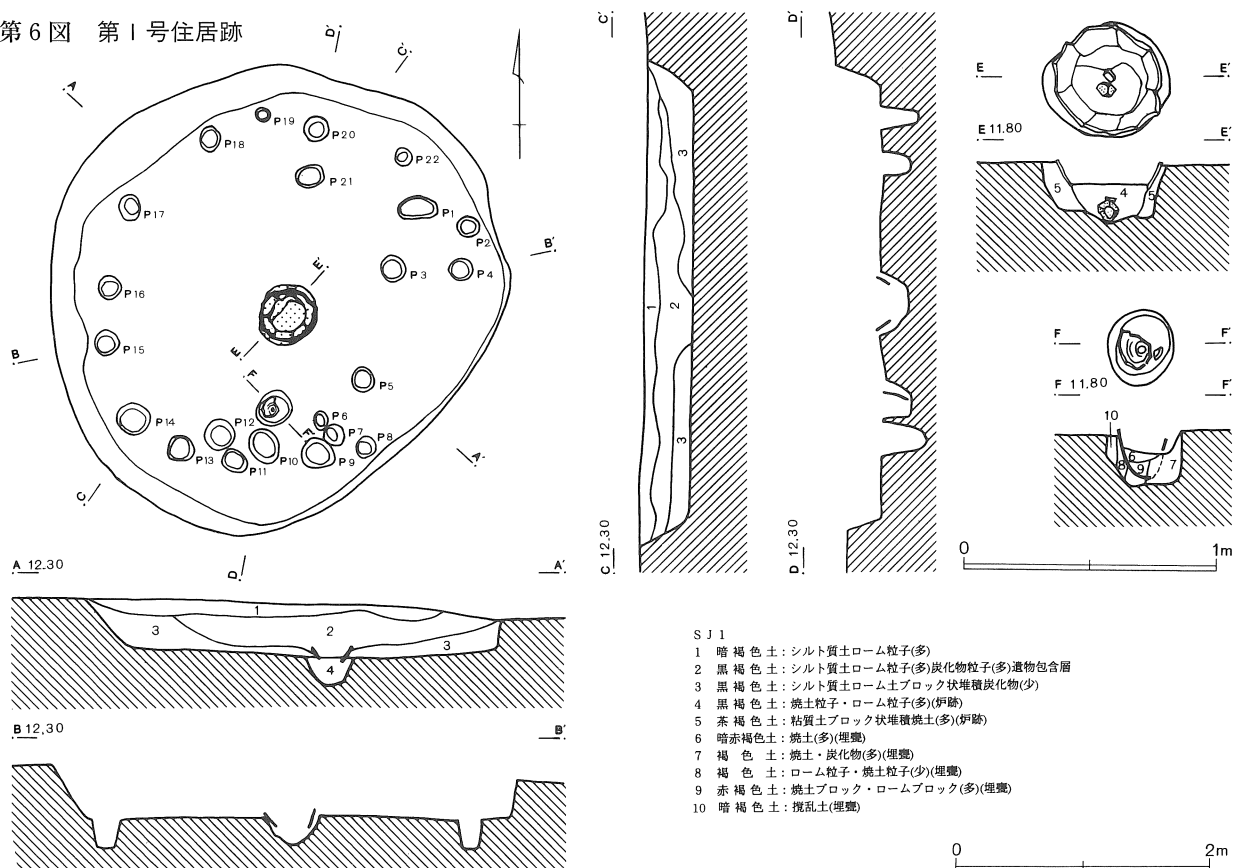 第6図 第1号住居跡
A
D′
C′
P19
P20
P18
P22
P21
P17
P1
P2
B′
P3
P4
E′
P16
P15
B
E
F
P5
P14
P12
P6
P7
F′
P8
P13
P11
P10
P9
A′
C
D
A 12.30
A′
1
3
2
3
4
B 12.30
B′
C′
3
1
2
3
C 12.30
D′
D 12.30
E
E′
E 11.80
E′
5
4
5
F
F′
F 11.80
F′
10
6
8
9
7
0
1m
SJ1
1 暗褐色土:シルト質土ローム粒子(多)
2 黒褐色土:シルト質土ローム粒子(多)炭化物粒子(多)遺物包含層
3 黒褐色土:シルト質土ローム土ブロック状堆積炭化物(少)
4 黒褐色土:焼土粒子・ローム粒子(多)(炉跡)
5 茶褐色土:粘質土ブロック状堆積焼土(多)(炉跡)
6 暗赤褐色土:焼土(多)(埋甕)
7 褐色土:焼土・炭化物(多)(埋甕)
8 褐色土:ローム粒子・焼土粒子(少)(埋甕)
9 赤褐色土:焼土ブロック・ロームブロック(多)(埋甕)
10 暗褐色土:撹乱土(埋甕)
0
2m